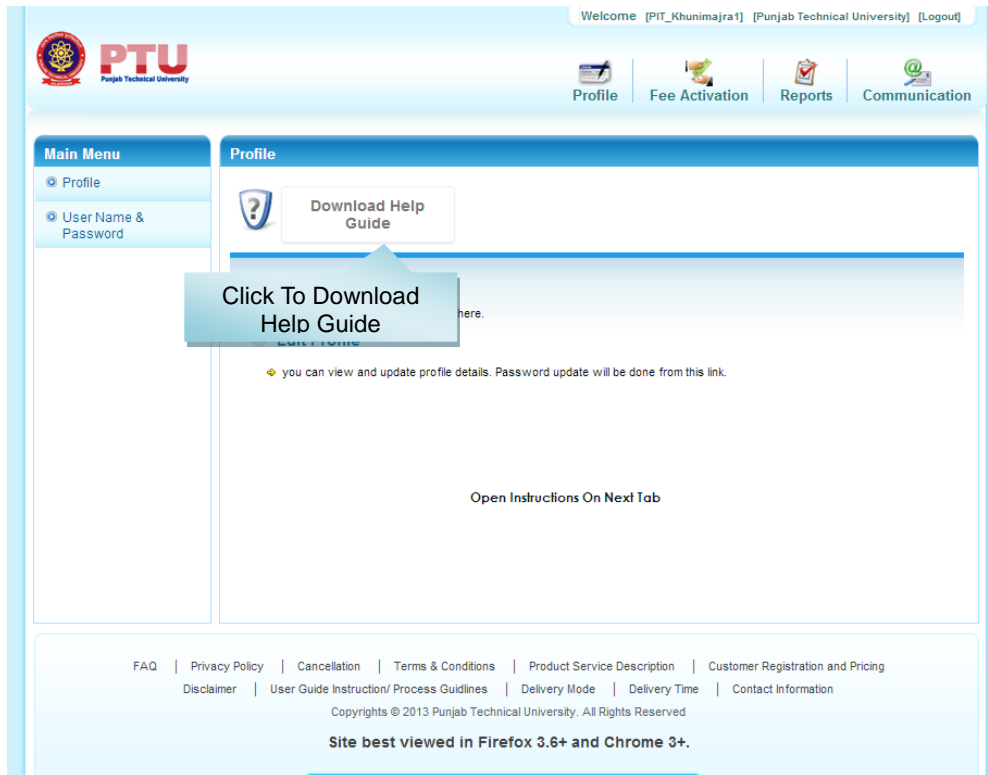 Welcome [PIT_Khunimajra1] [Punjab Technical University] [Logout]
PTU
Punjab Technical University
Profile Fee Activation Reports Communication
Main Menu
Profile
User Name &
Password
Profile
Download Help
Guide
Click To Download
Help Guide
here.
Edit Profile
you can view and update profile details. Password update will be done from this link.
Open Instructions On Next Tab
FAQ | Privacy Policy | Cancellation | Terms & Conditions | Product Service Description | Customer Registration and Pricing
Disclaimer | User Guide Instruction/ Process Guidlines | Delivery Mode | Delivery Time | Contact Information
Copyrights @ 2013 Punjab Technical University. All Rights Reserved
Site best viewed in Firefox 3.6+ and Chrome 3+.